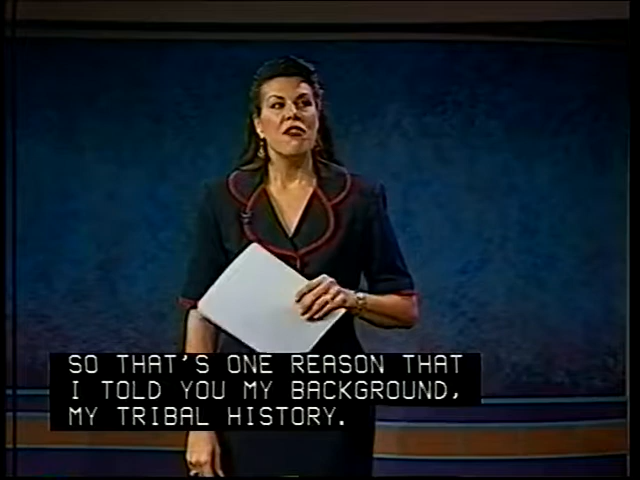 SO THAT'S ONE REASON THAT
I TOLD YOU MY BACKGROUND,
MY TRIBAL HISTORY.